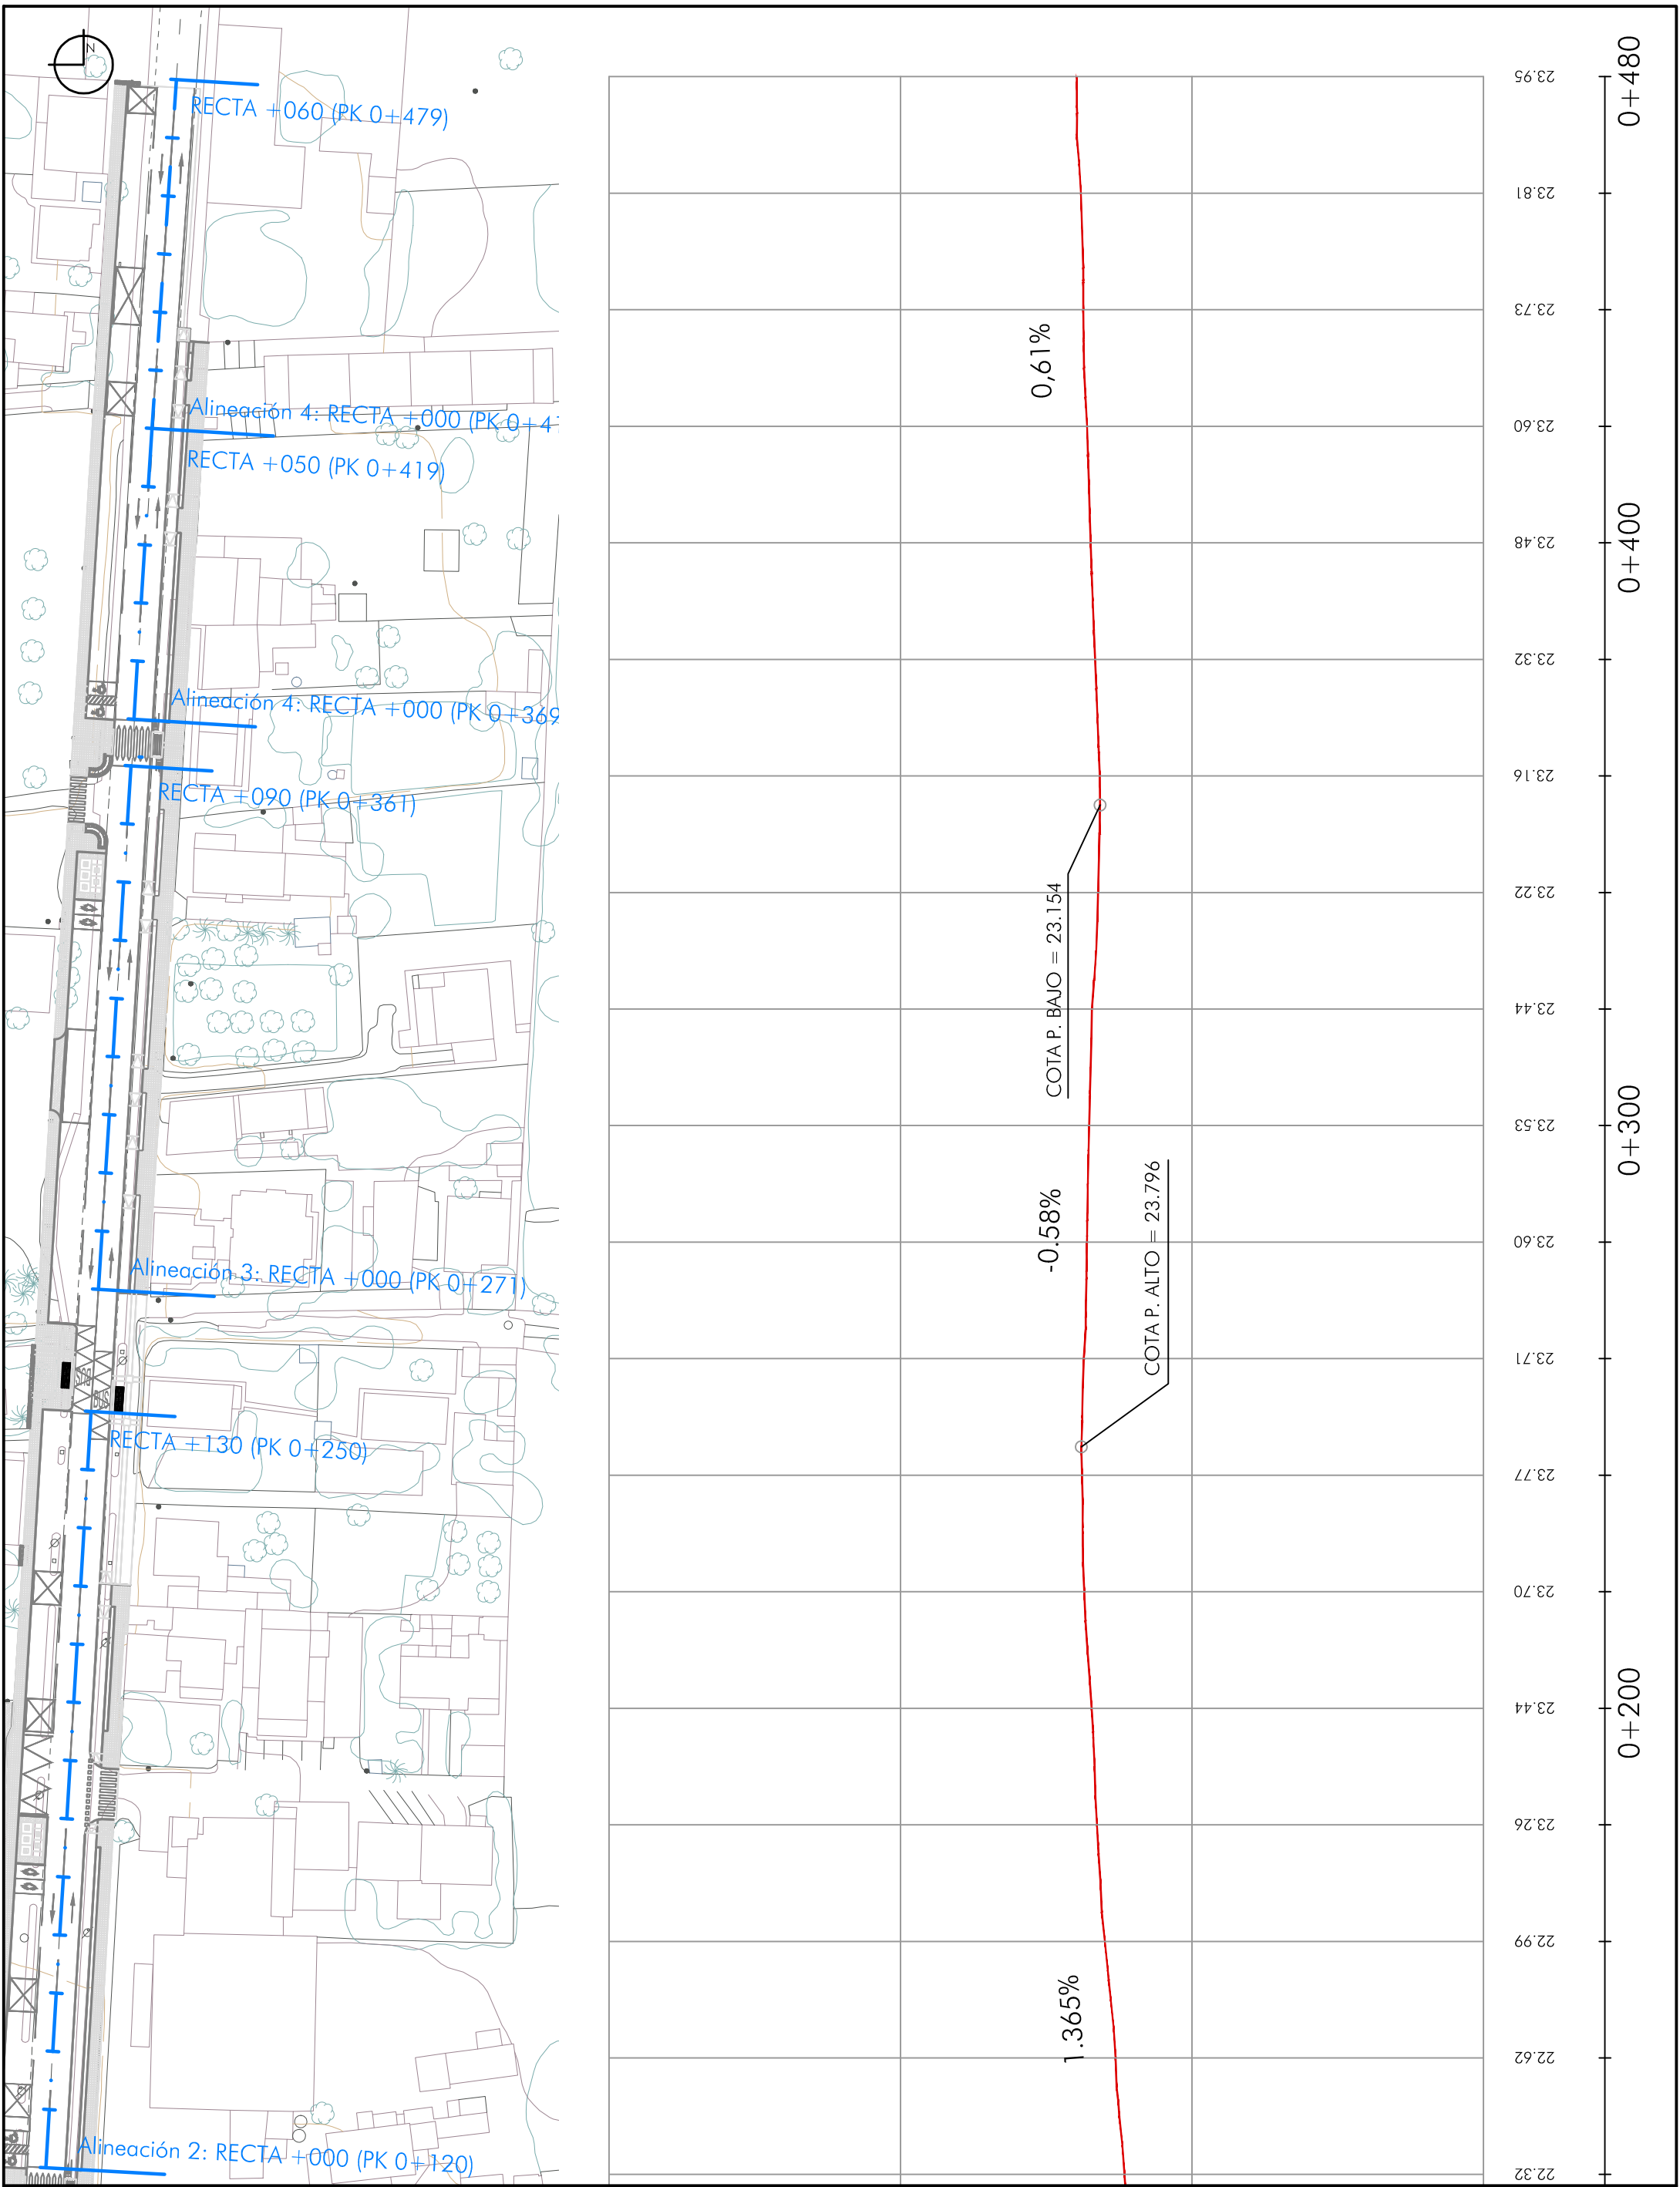 N
RECTA +060 (PK 0+479)
Alineación 4: RECTA +000 (PK 0+41
RECTA +050 (PK 0+419)
Alineación 4: RECTA +000 (PK 0+369
RECTA +090 (PK 0+361)
Alineación 3: RECTA +000 (PK 0+271)
RECTA +130 (PK 0+250)
Alineación 2: RECTA +000 (PK 0+120)
0,61%
COTA P. BAJO = 23.154
-0.58%
COTA P. ALTO = 23.796
1.365%
23.95
23.81
23.73
23.60
23.48
23.32
23.16
23.22
23.44
23.53
23.60
23.71
23.77
23.70
23.44
23.26
22.99
22.62
22.32
0+480
0+400
0+300
0+200